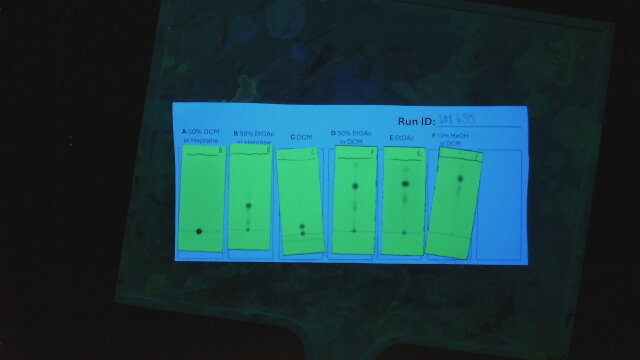 Run ID: 101655
A 50% DCM in Heptane
B 50% EtOAc in Heptane
C DCM
D 50% EtOAc in DCM
E EtOAc
F 10% MeOH in DCM
A